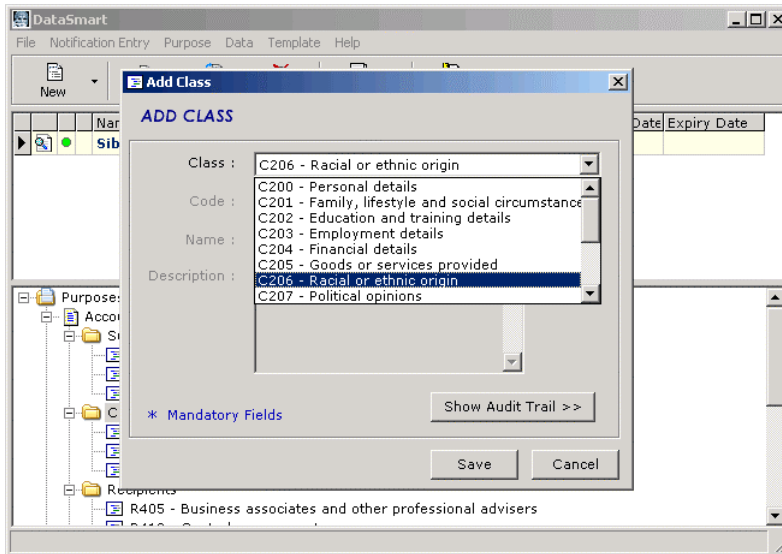 DataSmart
File Notification Entry Purpose Data Template Help
New
Add Class
ADD CLASS
Nar
Date Expiry Date
Sib
Class :
C206 - Racial or ethnic origin
C200 - Personal details
C201 - Family, lifestyle and social circumstance
C202 - Education and training details
C203 - Employment details
C204 - Financial details
C205 - Goods or services provided
C206 - Racial or ethnic origin
C207 - Political opinions
Code :
Name :
Description :
* Mandatory Fields
Show Audit Trail >>
Save Cancel
Purposes
Accou
Su
C
Recipients
R405 - Business associates and other professional advisers